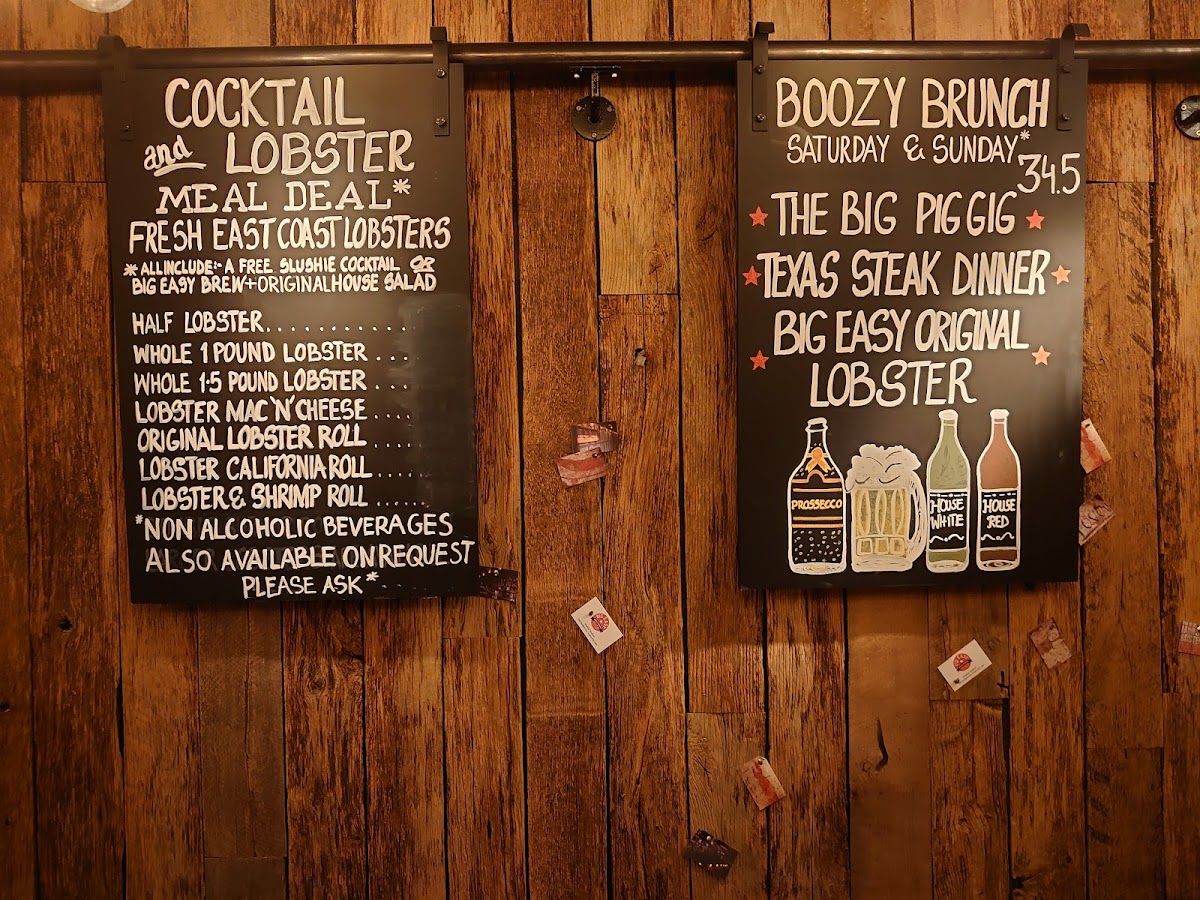 COCKTAIL
and LOBSTER
MEAL DEAL*
FRESH EAST COAST LOBSTERS
* ALL INCLUDE:- A FREE SLUSHIE COCKTAIL OR
BIG EASY BREW + ORIGINAL HOUSE SALAD
HALF LOBSTER............
WHOLE 1 POUND LOBSTER ....
WHOLE 1.5 POUND LOBSTER ...
LOBSTER MAC 'N' CHEESE ....
ORIGINAL LOBSTER ROLL ....
LOBSTER CALIFORNIA ROLL .....
LOBSTER & SHRIMP ROLL ......
*NON ALCOHOLIC BEVERAGES
ALSO AVAILABLE ON REQUEST
PLEASE ASK*
BOOZY BRUNCH
SATURDAY & SUNDAY*
34.5
THE BIG PIG GIG
TEXAS STEAK DINNER
BIG EASY ORIGINAL
LOBSTER
PROSSECCO
HOUSE
WHITE
HOUSE
RED